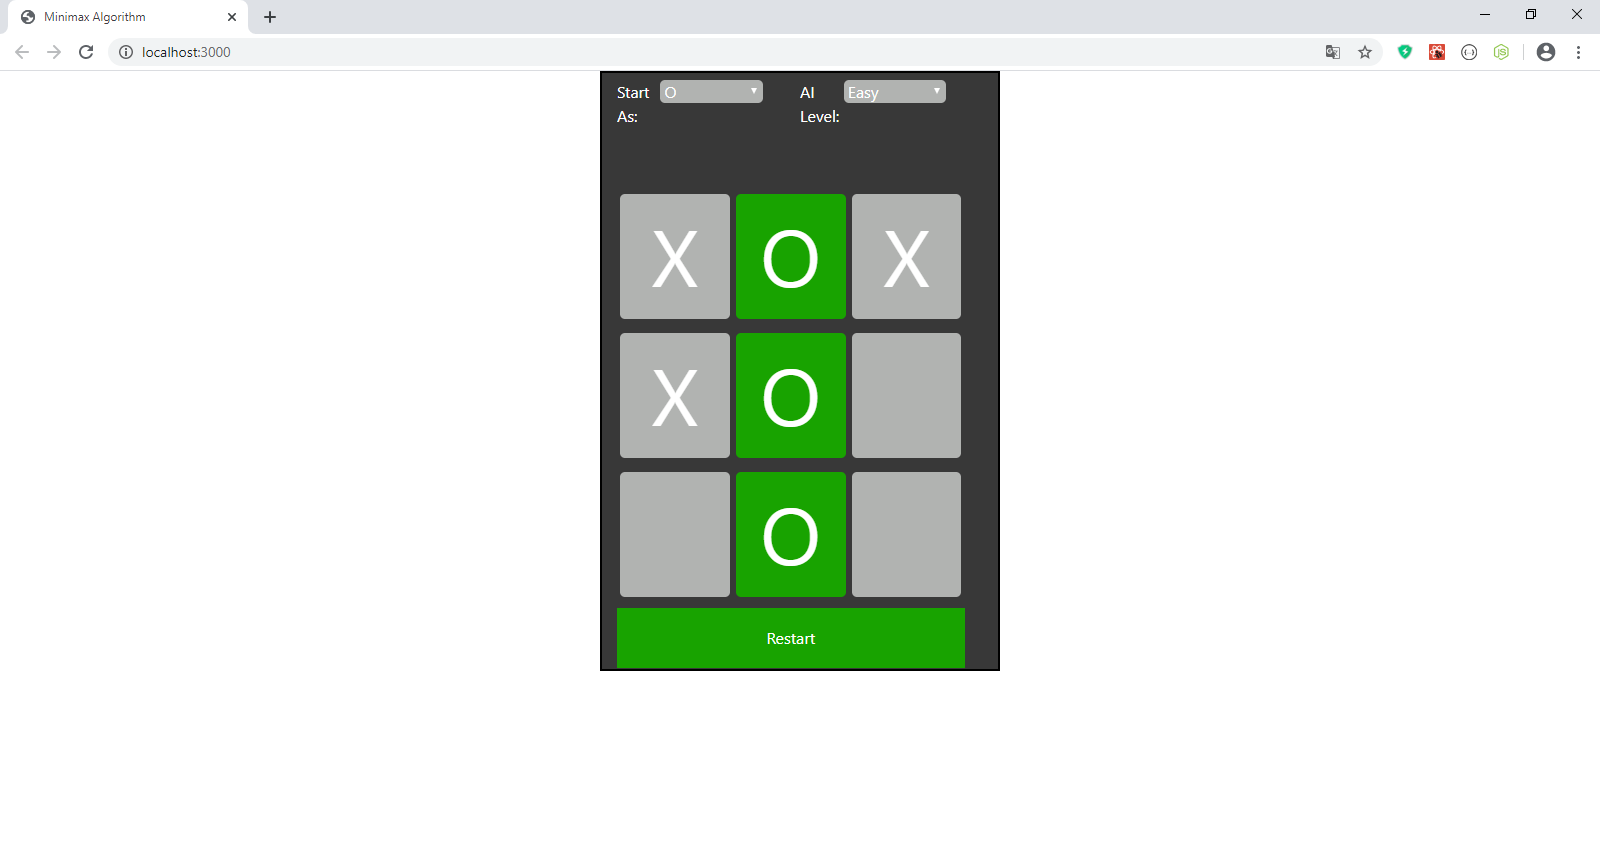 Minimax Algorithm
localhost:3000
Start O AI Easy
As: Level:
X O X
X O
O
Restart